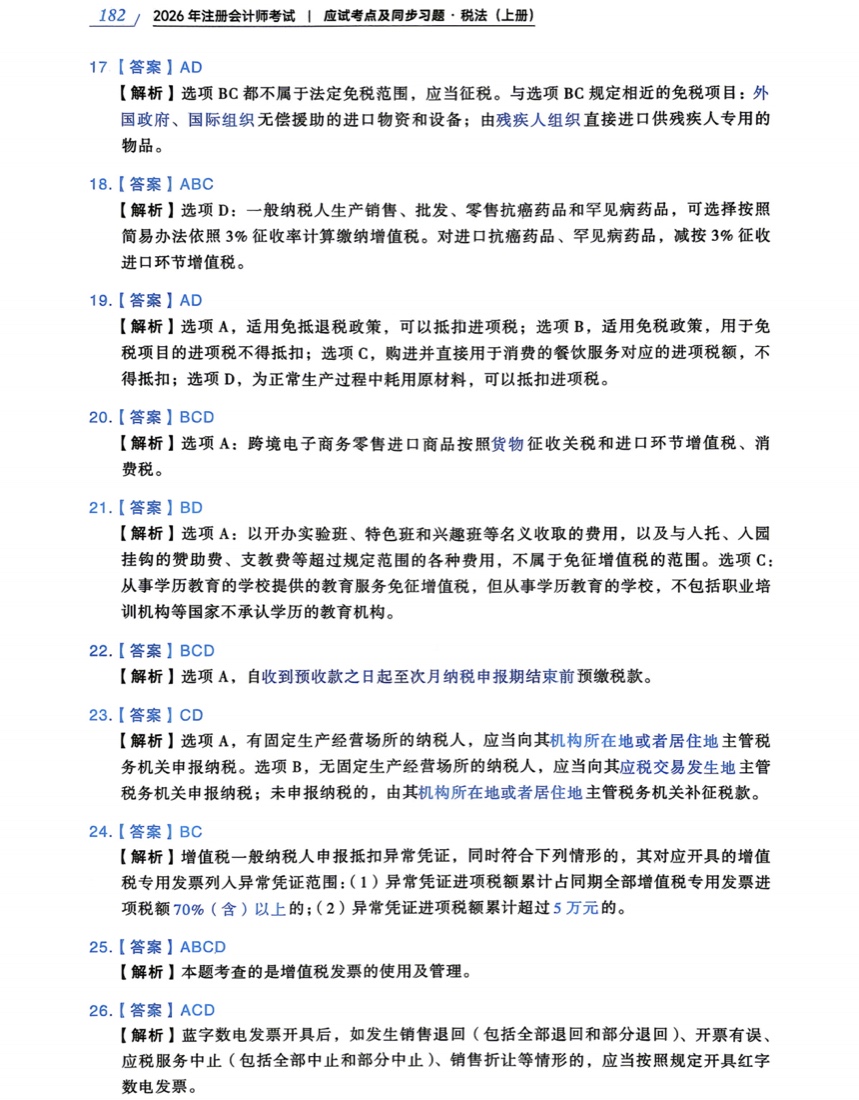 182 / 2026 年注册会计师考试 | 应试考点及同步习题 · 税法（上册）
17 【答案】AD
【解析】选项 BC 都不属于法定免税范围，应当征税。与选项 BC 规定相近的免税项目：外
国政府、国际组织无偿援助的进口物资和设备；由残疾人组织直接进口供残疾人专用的
物品。
18.【答案】ABC
【解析】选项 D：一般纳税人生产销售、批发、零售抗癌药品和罕见病药品，可选择按照
简易办法依照 3% 征收率计算缴纳增值税。对进口抗癌药品、罕见病药品，减按 3% 征收
进口环节增值税。
19.【答案】AD
【解析】选项 A，适用免抵退税政策，可以抵扣进项税；选项 B，适用免税政策，用于免
税项目的进项税不得抵扣；选项 C，购进并直接用于消费的餐饮服务对应的进项税额，不
得抵扣；选项 D，为正常生产过程中耗用原材料，可以抵扣进项税。
20.【答案】BCD
【解析】选项 A：跨境电子商务零售进口商品按照货物征收关税和进口环节增值税、消
费税。
21.【答案】BD
【解析】选项 A：以开办实验班、特色班和兴趣班等名义收取的费用，以及与人托、人园
挂钩的赞助费、支教费等超过规定范围的各种费用，不属于免征增值税的范围。选项 C：
从事学历教育的学校提供的教育服务免征增值税，但从事学历教育的学校，不包括职业培
训机构等国家不承认学历的教育机构。
22.【答案】BCD
【解析】选项 A，自收到预收款之日起至次月纳税申报期结束前预缴税款。
23.【答案】CD
【解析】选项 A，有固定生产经营场所的纳税人，应当向其机构所在地或者居住地主管税
务机关申报纳税。选项 B，无固定生产经营场所的纳税人，应当向其应税交易发生地主管
税务机关申报纳税；未申报纳税的，由其机构所在地或者居住地主管税务机关补征税款。
24.【答案】BC
【解析】增值税一般纳税人申报抵扣异常凭证，同时符合下列情形的，其对应开具的增值
税专用发票列入异常凭证范围：（1）异常凭证进项税额累计占同期全部增值税专用发票进
项税额 70%（含）以上的；（2）异常凭证进项税额累计超过 5 万元的。
25.【答案】ABCD
【解析】本题考查的是增值税发票的使用及管理。
26.【答案】ACD
【解析】蓝字数电发票开具后，如发生销售退回（包括全部退回和部分退回）、开票有误、
应税服务中止（包括全部中止和部分中止）、销售折让等情形的，应当按照规定开具红字
数电发票。